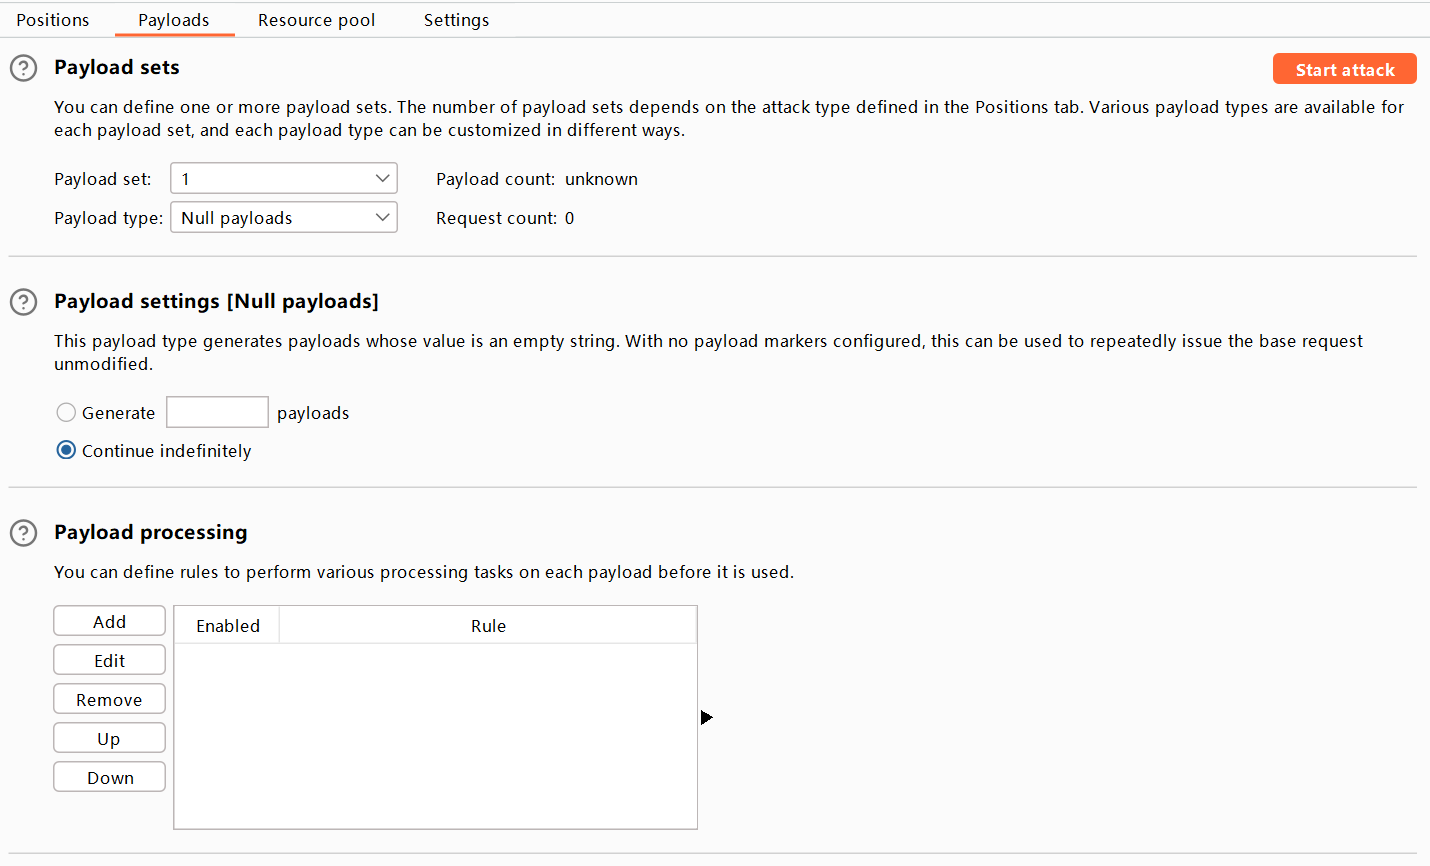 Positions Payloads Resource pool Settings
Payload sets
Start attack
You can define one or more payload sets. The number of payload sets depends on the attack type defined in the Positions tab. Various payload types are available for
each payload set, and each payload type can be customized in different ways.
Payload set: 1 Payload count: unknown
Payload type: Null payloads Request count: 0
Payload settings [Null payloads]
This payload type generates payloads whose value is an empty string. With no payload markers configured, this can be used to repeatedly issue the base request
unmodified.
Generate payloads
Continue indefinitely
Payload processing
You can define rules to perform various processing tasks on each payload before it is used.
Add
Enabled Rule
Edit
Remove
Up
Down